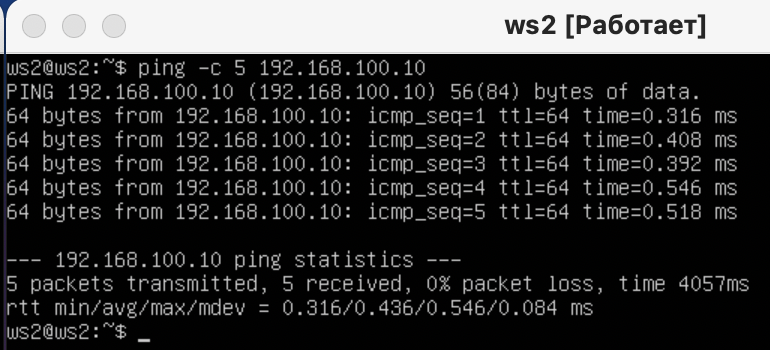 ws2 [Работает]
ws2@ws2:~$ ping -c 5 192.168.100.10
PING 192.168.100.10 (192.168.100.10) 56(84) bytes of data.
64 bytes from 192.168.100.10: icmp_seq=1 ttl=64 time=0.316 ms
64 bytes from 192.168.100.10: icmp_seq=2 ttl=64 time=0.408 ms
64 bytes from 192.168.100.10: icmp_seq=3 ttl=64 time=0.392 ms
64 bytes from 192.168.100.10: icmp_seq=4 ttl=64 time=0.546 ms
64 bytes from 192.168.100.10: icmp_seq=5 ttl=64 time=0.518 ms
--- 192.168.100.10 ping statistics ---
5 packets transmitted, 5 received, 0% packet loss, time 4057ms
rtt min/avg/max/mdev = 0.316/0.436/0.546/0.084 ms
ws2@ws2:~$ _